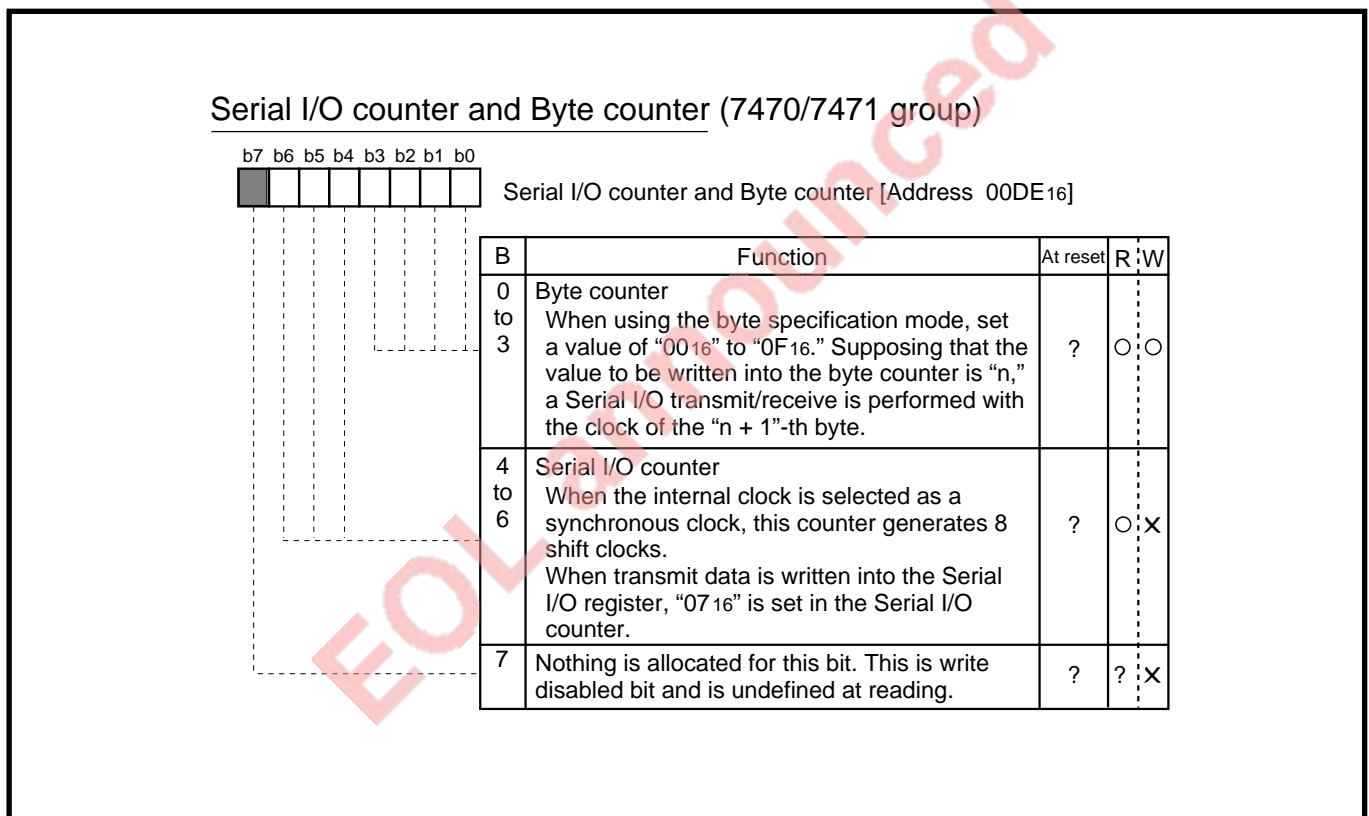 Serial I/O counter and Byte counter (7470/7471 group)
b7 b6 b5 b4 b3 b2 b1 b0
Serial I/O counter and Byte counter [Address 00DE16]
B Function At reset R W
0 to 3 Byte counter
When using the byte specification mode, set
a value of “0016” to “0F16.” Supposing that the
value to be written into the byte counter is “n,”
a Serial I/O transmit/receive is performed with
the clock of the “n + 1”-th byte.
? ○ ○
4 to 6 Serial I/O counter
When the internal clock is selected as a
synchronous clock, this counter generates 8
shift clocks.
When transmit data is written into the Serial
I/O register, “0716” is set in the Serial I/O
counter.
? ○ ×
7 Nothing is allocated for this bit. This is write
disabled bit and is undefined at reading.
? ? ×
EOL announced